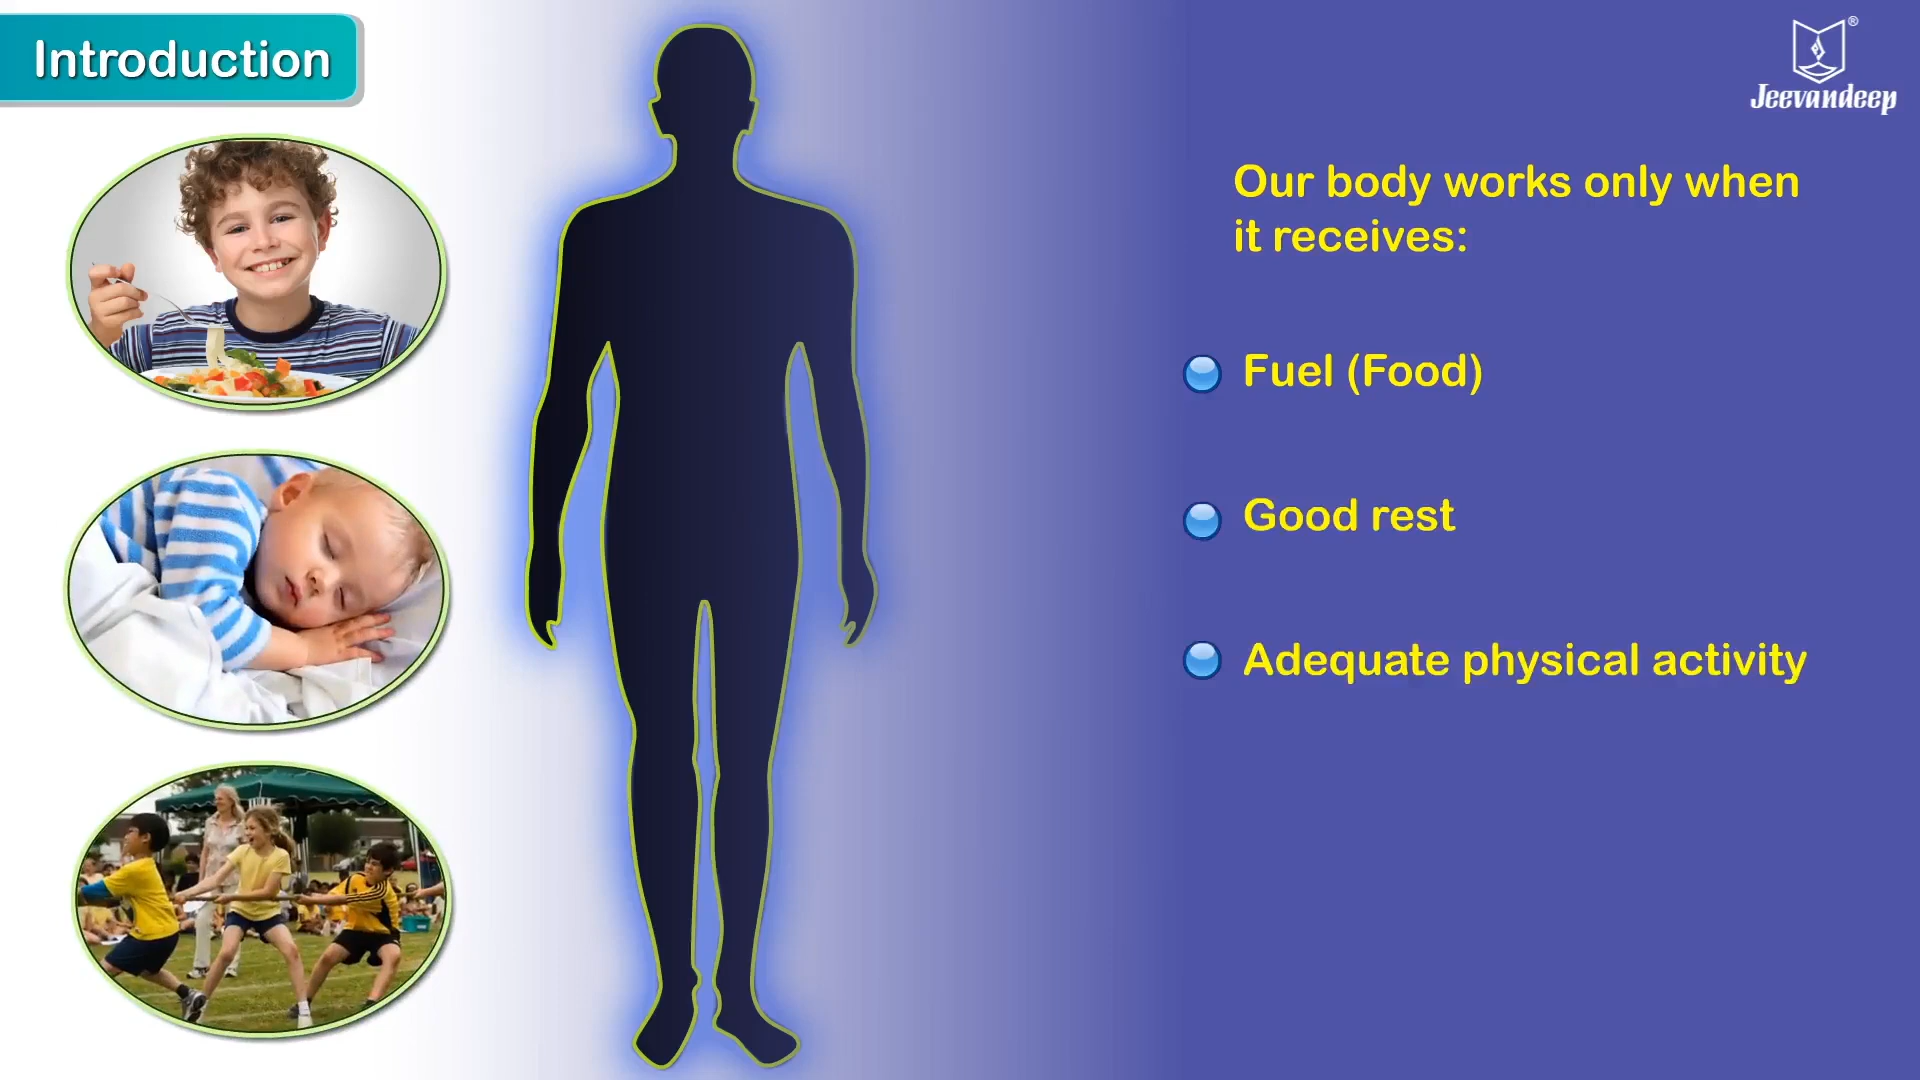 Introduction
®
Jeevandeep
Our body works only when
it receives:
Fuel (Food)
Good rest
Adequate physical activity